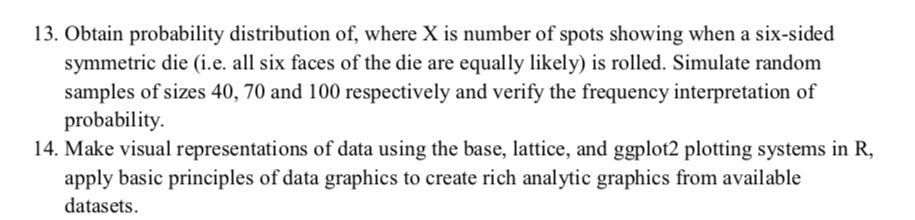 13. Obtain probability distribution of, where X is number of spots showing when a six-sided
symmetric die (i.e. all six faces of the die are equally likely) is rolled. Simulate random
samples of sizes 40, 70 and 100 respectively and verify the frequency interpretation of
probability.
14. Make visual representations of data using the base, lattice, and ggplot2 plotting systems in R,
apply basic principles of data graphics to create rich analytic graphics from available
datasets.